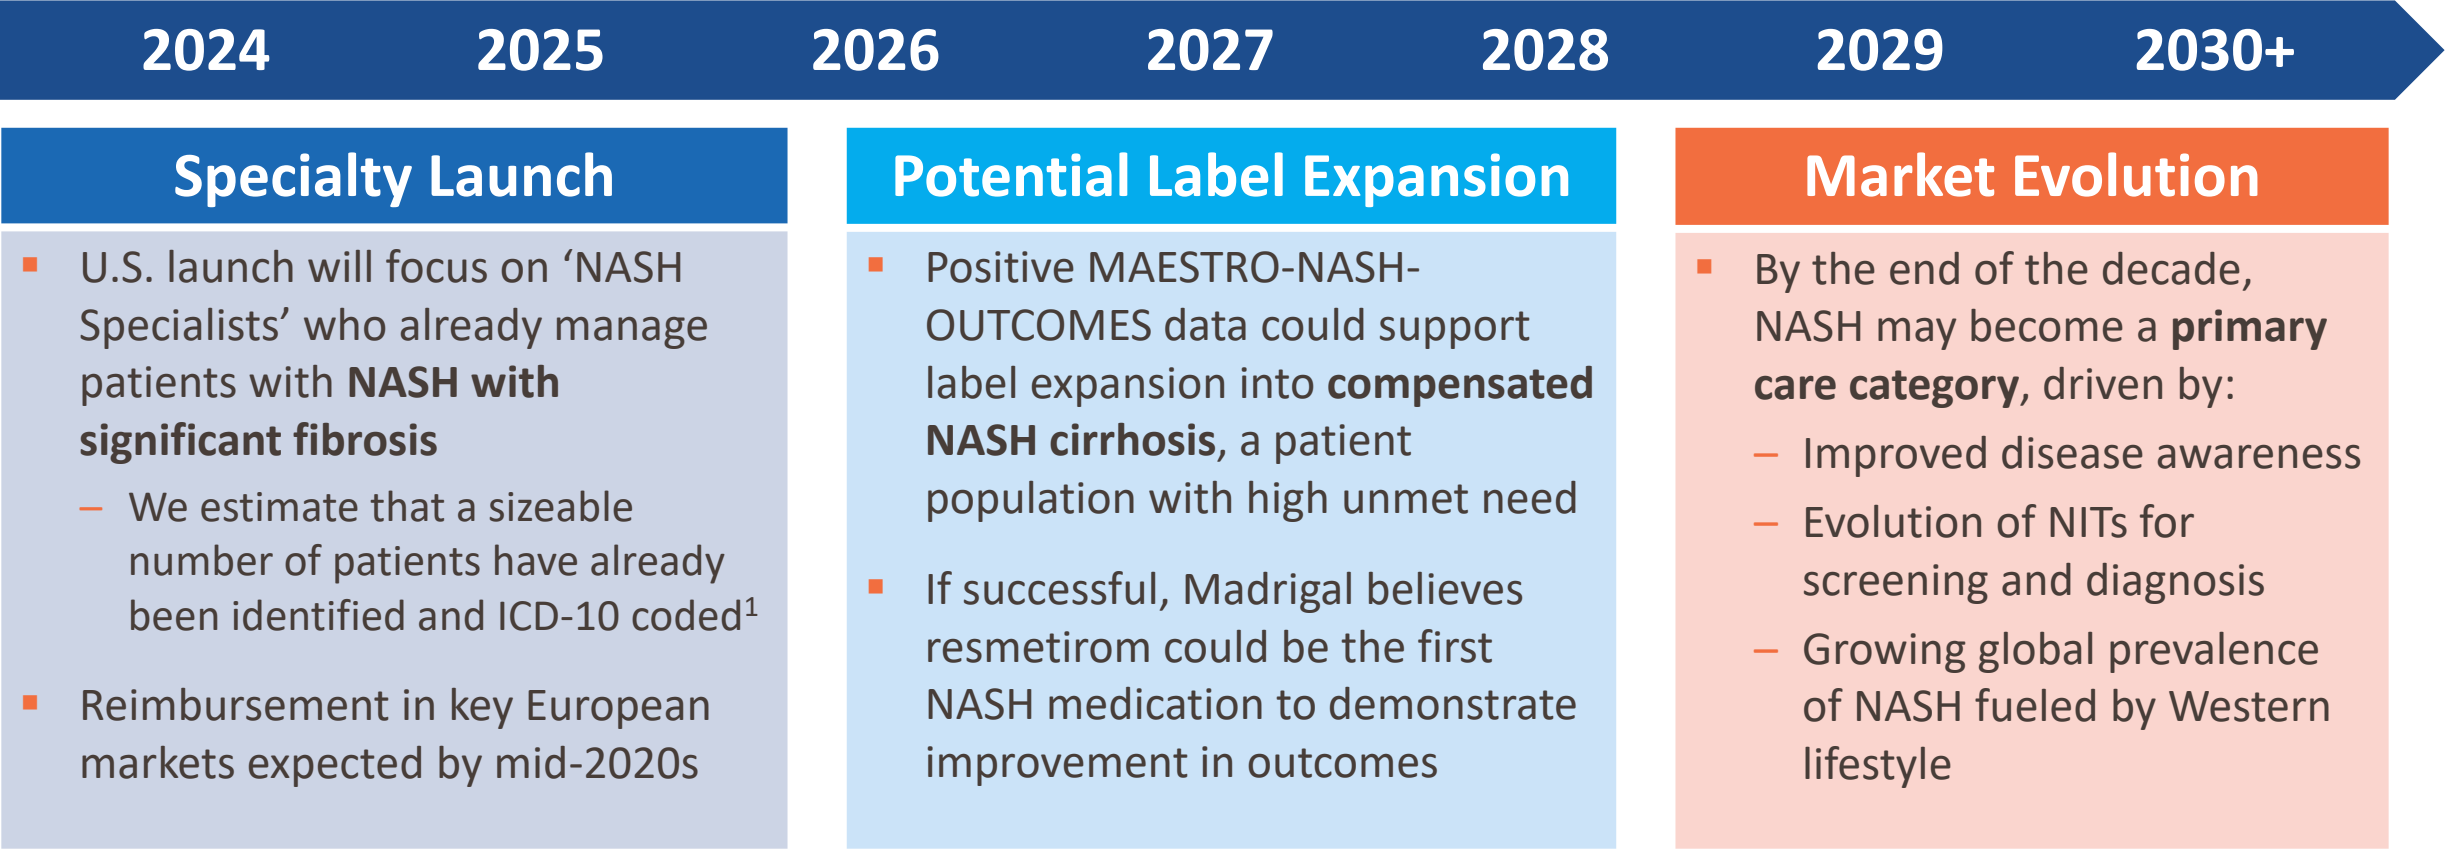 2024 2025 2026 2027 2028 2029 2030+
Specialty Launch
▪ U.S. launch will focus on ‘NASH
Specialists’ who already manage
patients with NASH with
significant fibrosis
– We estimate that a sizeable
number of patients have already
been identified and ICD-10 coded¹
▪ Reimbursement in key European
markets expected by mid-2020s
Potential Label Expansion
▪ Positive MAESTRO-NASH-
OUTCOMES data could support
label expansion into compensated
NASH cirrhosis, a patient
population with high unmet need
▪ If successful, Madrigal believes
resmetirom could be the first
NASH medication to demonstrate
improvement in outcomes
Market Evolution
▪ By the end of the decade,
NASH may become a primary
care category, driven by:
– Improved disease awareness
– Evolution of NITs for
screening and diagnosis
– Growing global prevalence
of NASH fueled by Western
lifestyle